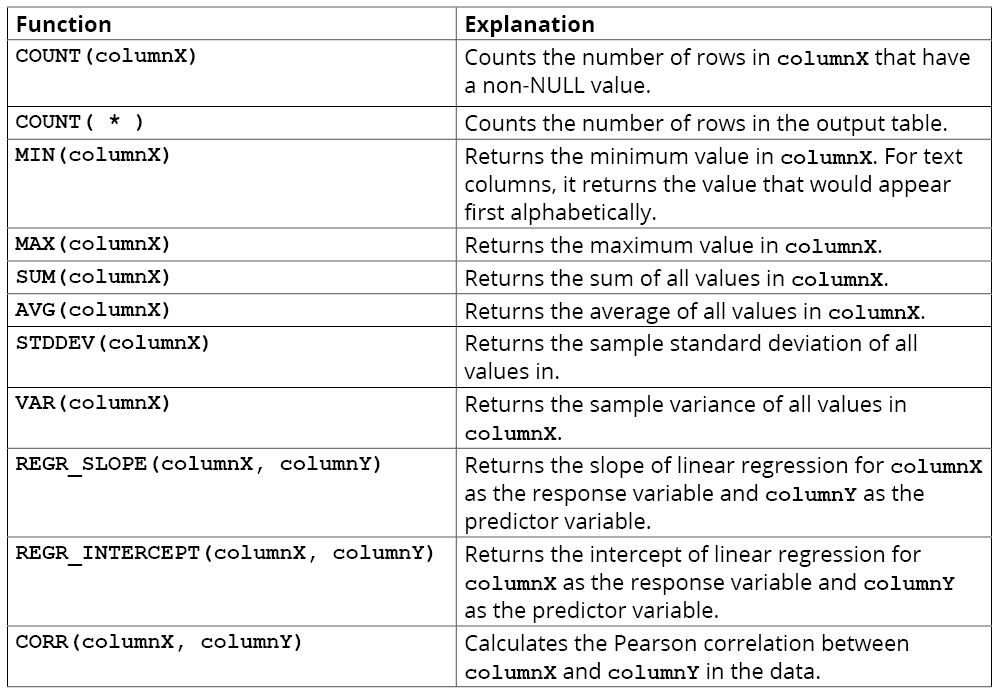 Function
Explanation
COUNT(columnX)
Counts the number of rows in columnX that have
a non-NULL value.
COUNT( * )
Counts the number of rows in the output table.
MIN(columnX)
Returns the minimum value in columnX. For text
columns, it returns the value that would appear
first alphabetically.
MAX(columnX)
Returns the maximum value in columnX.
SUM(columnX)
Returns the sum of all values in columnX.
AVG(columnX)
Returns the average of all values in columnX.
STDDEV(columnX)
Returns the sample standard deviation of all
values in.
VAR(columnX)
Returns the sample variance of all values in
columnX.
REGR_SLOPE(columnX, columnY)
Returns the slope of linear regression for columnX
as the response variable and columnY as the
predictor variable.
REGR_INTERCEPT(columnX, columnY)
Returns the intercept of linear regression for
columnX as the response variable and columnY
as the predictor variable.
CORR(columnX, columnY)
Calculates the Pearson correlation between
columnX and columnY in the data.